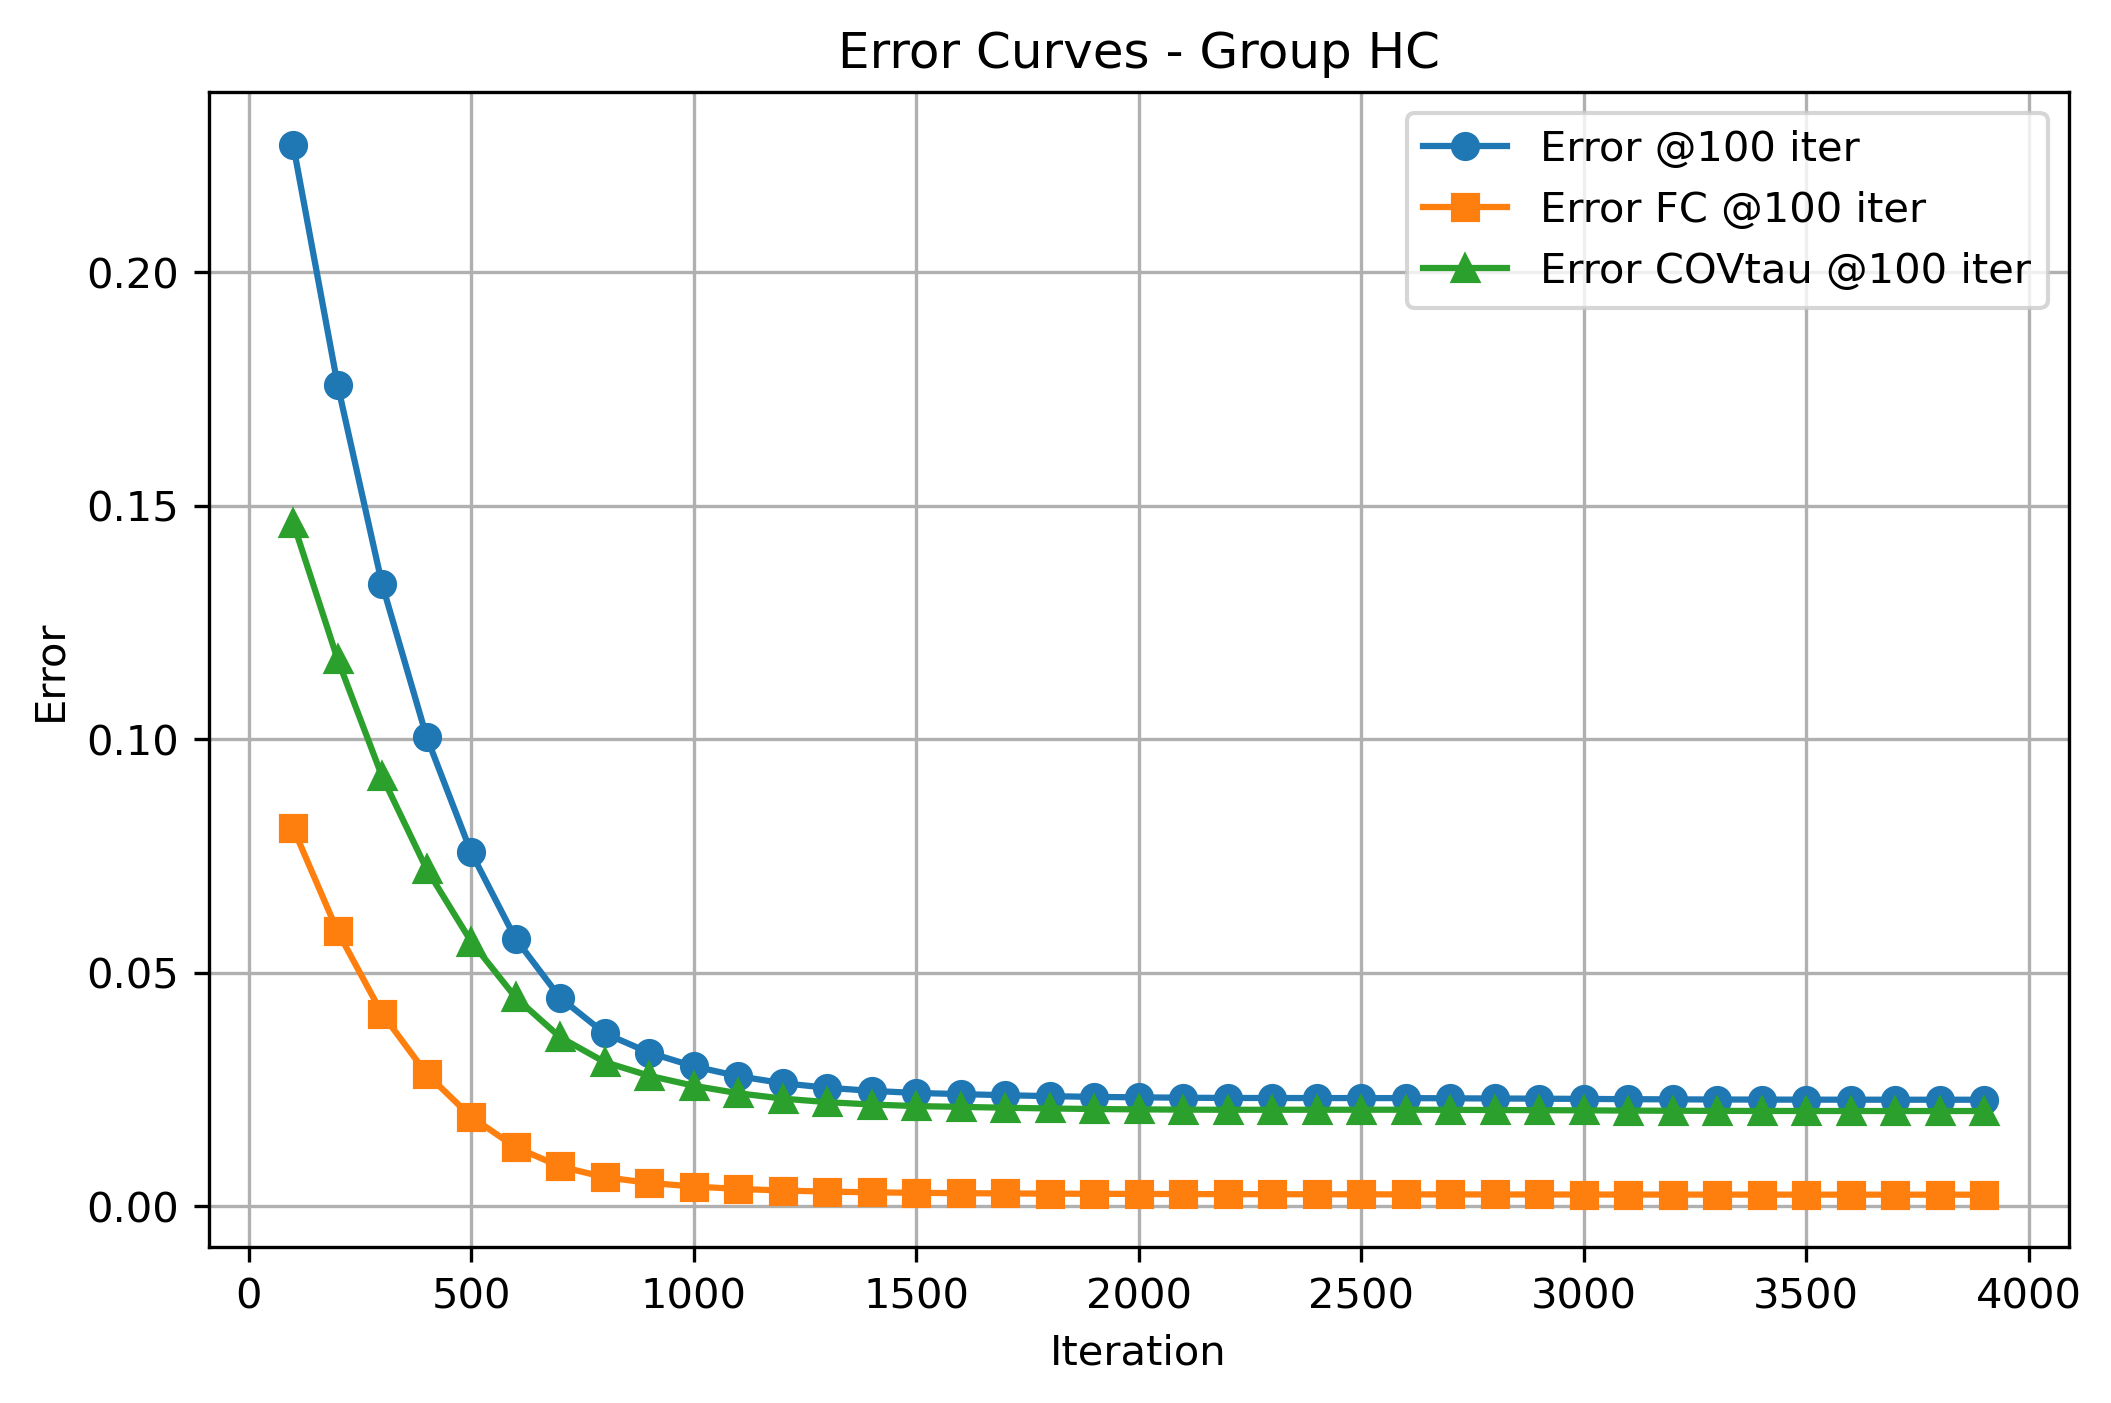 Error Curves - Group HC
Error @100 iter
Error FC @100 iter
Error COVtau @100 iter
Error
0.20
0.15
0.10
0.05
0.00
0 500 1000 1500 2000 2500 3000 3500 4000
Iteration